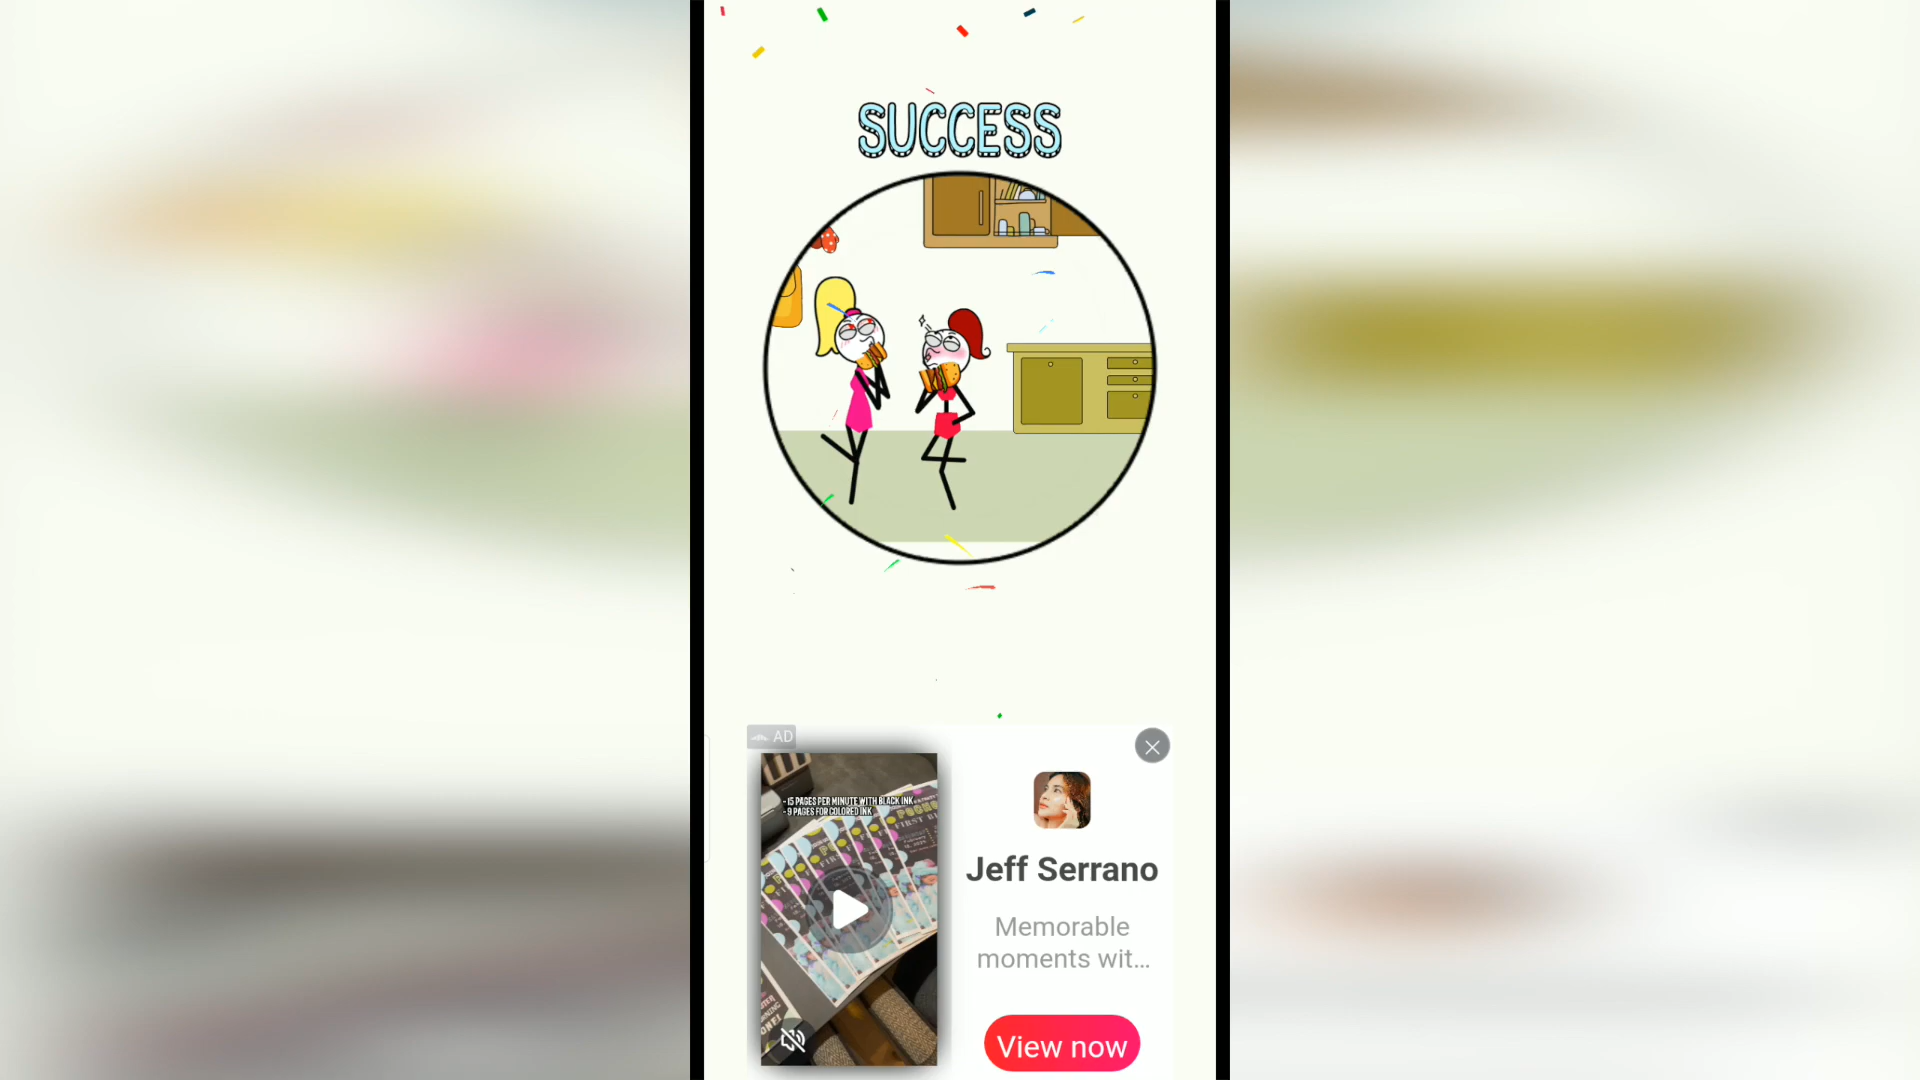 SUCCESS
AD
- 15 PAGES PER MINUTE WITH BLACK INK
- 9 PAGES FOR COLORED INK
FIRST
Jeff Serrano
Memorable
moments wit...
View now